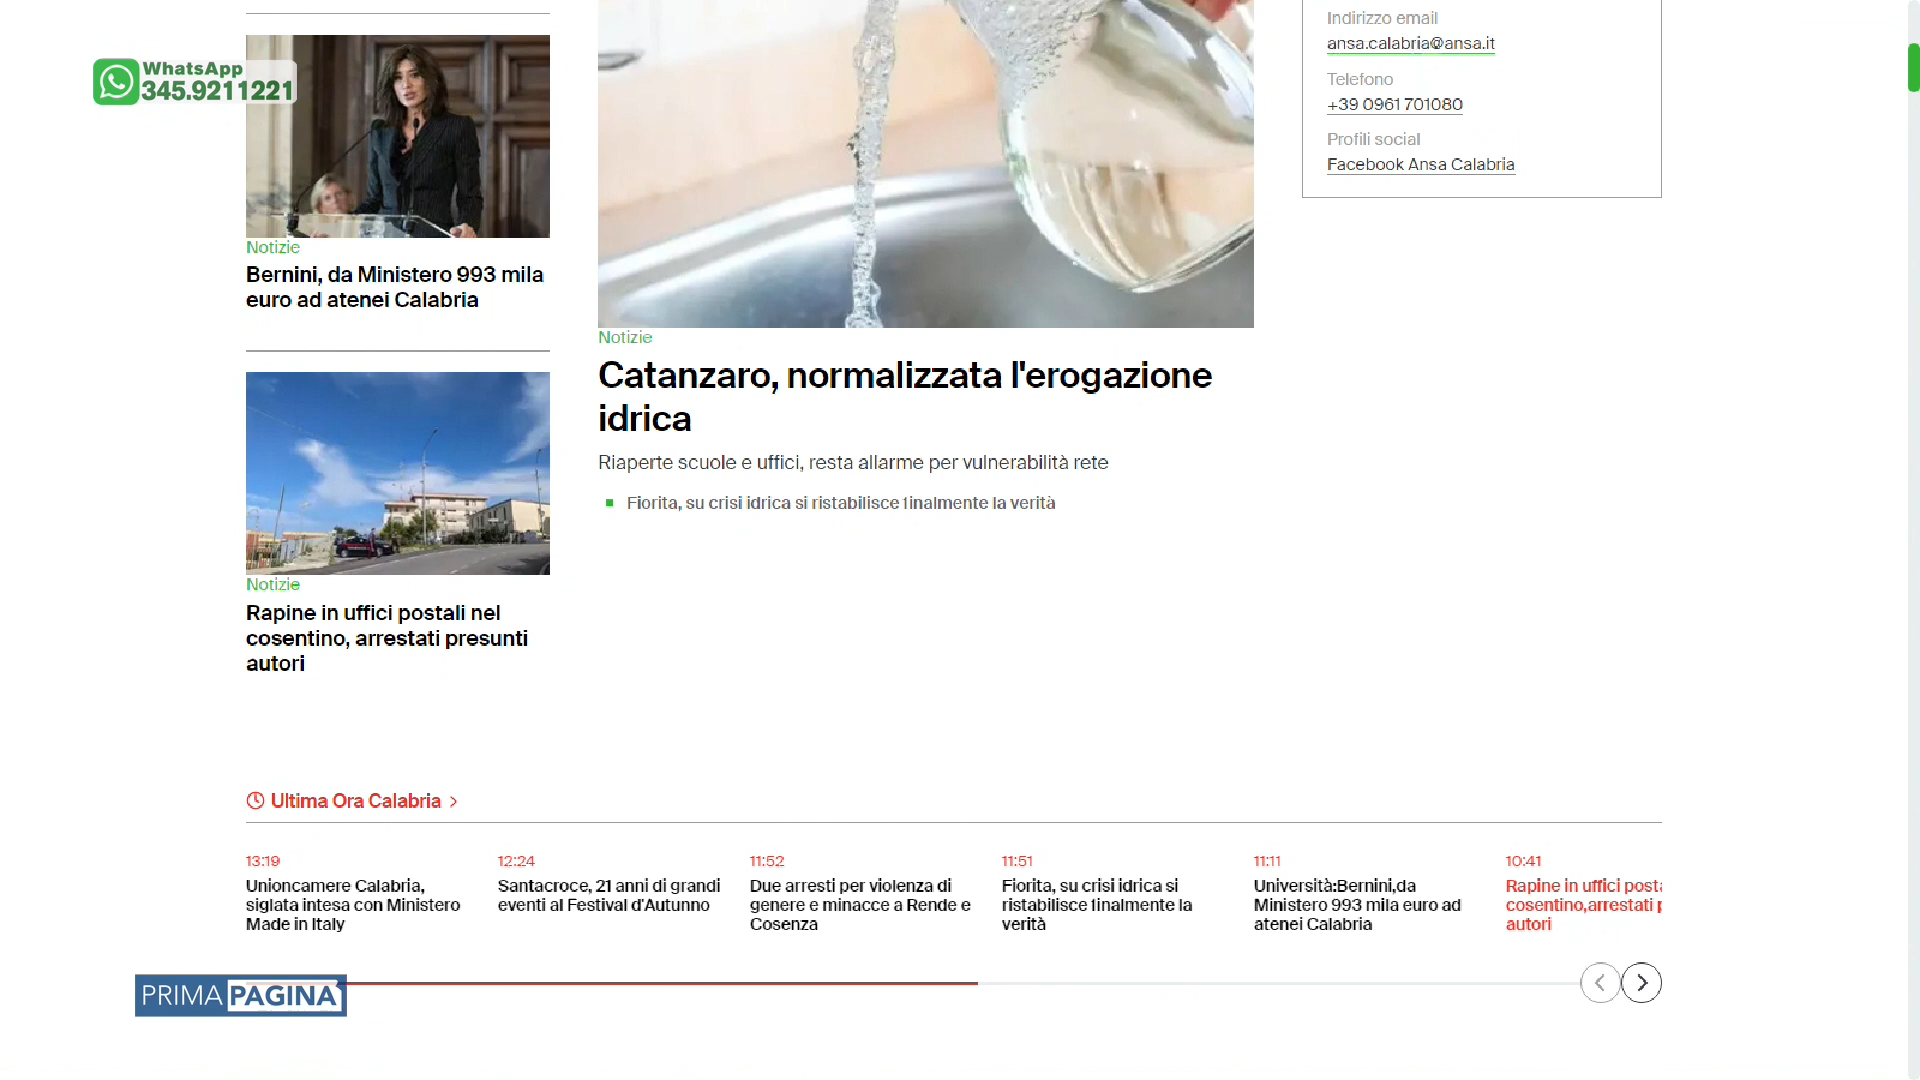 WhatsApp
345.9211221
Notizie
Bernini, da Ministero 993 mila
euro ad atenei Calabria
Notizie
Rapine in uffici postali nel
cosentino, arrestati presunti
autori
Notizie
Catanzaro, normalizzata l'erogazione
idrica
Riaperte scuole e uffici, resta allarme per vulnerabilità rete
Fiorita, su crisi idrica si ristabilisce finalmente la verità
Indirizzo email
ansa.calabria@ansa.it
Telefono
+39 0961 701080
Profili social
Facebook Ansa Calabria
Ultima Ora Calabria
13:19
Unioncamere Calabria,
siglata intesa con Ministero
Made in Italy
12:24
Santacroce, 21 anni di grandi
eventi al Festival d'Autunno
11:52
Due arresti per violenza di
genere e minacce a Rende e
Cosenza
11:51
Fiorita, su crisi idrica si
ristabilisce finalmente la
verità
11:11
Università:Bernini,da
Ministero 993 mila euro ad
atenei Calabria
10:41
Rapine in uffici posta
cosentino,arrestati
autori
PRIMA PAGINA